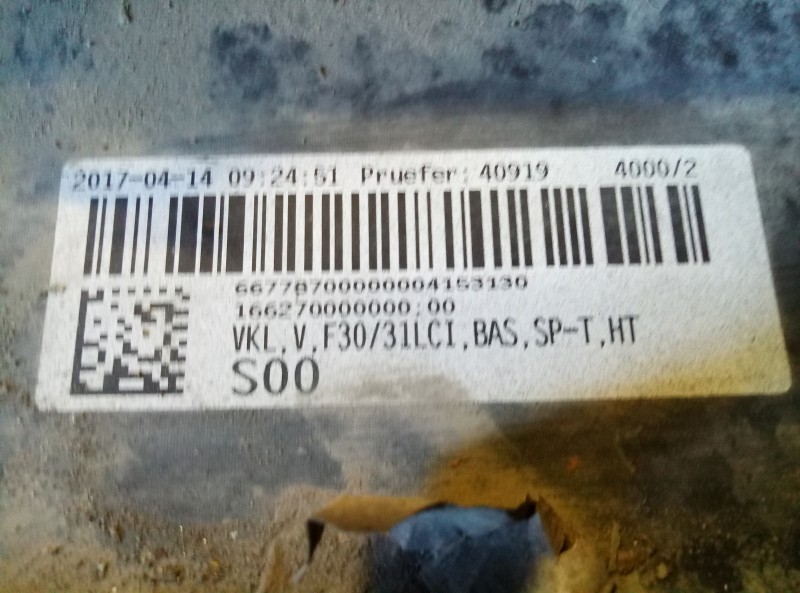 2017-04-14 09:24:51 Pruefer: 40919 4000/2
66778700000004153130
166270000000;00
VKL,V,F30/31LCI,BAS,SP-T,HT
S00